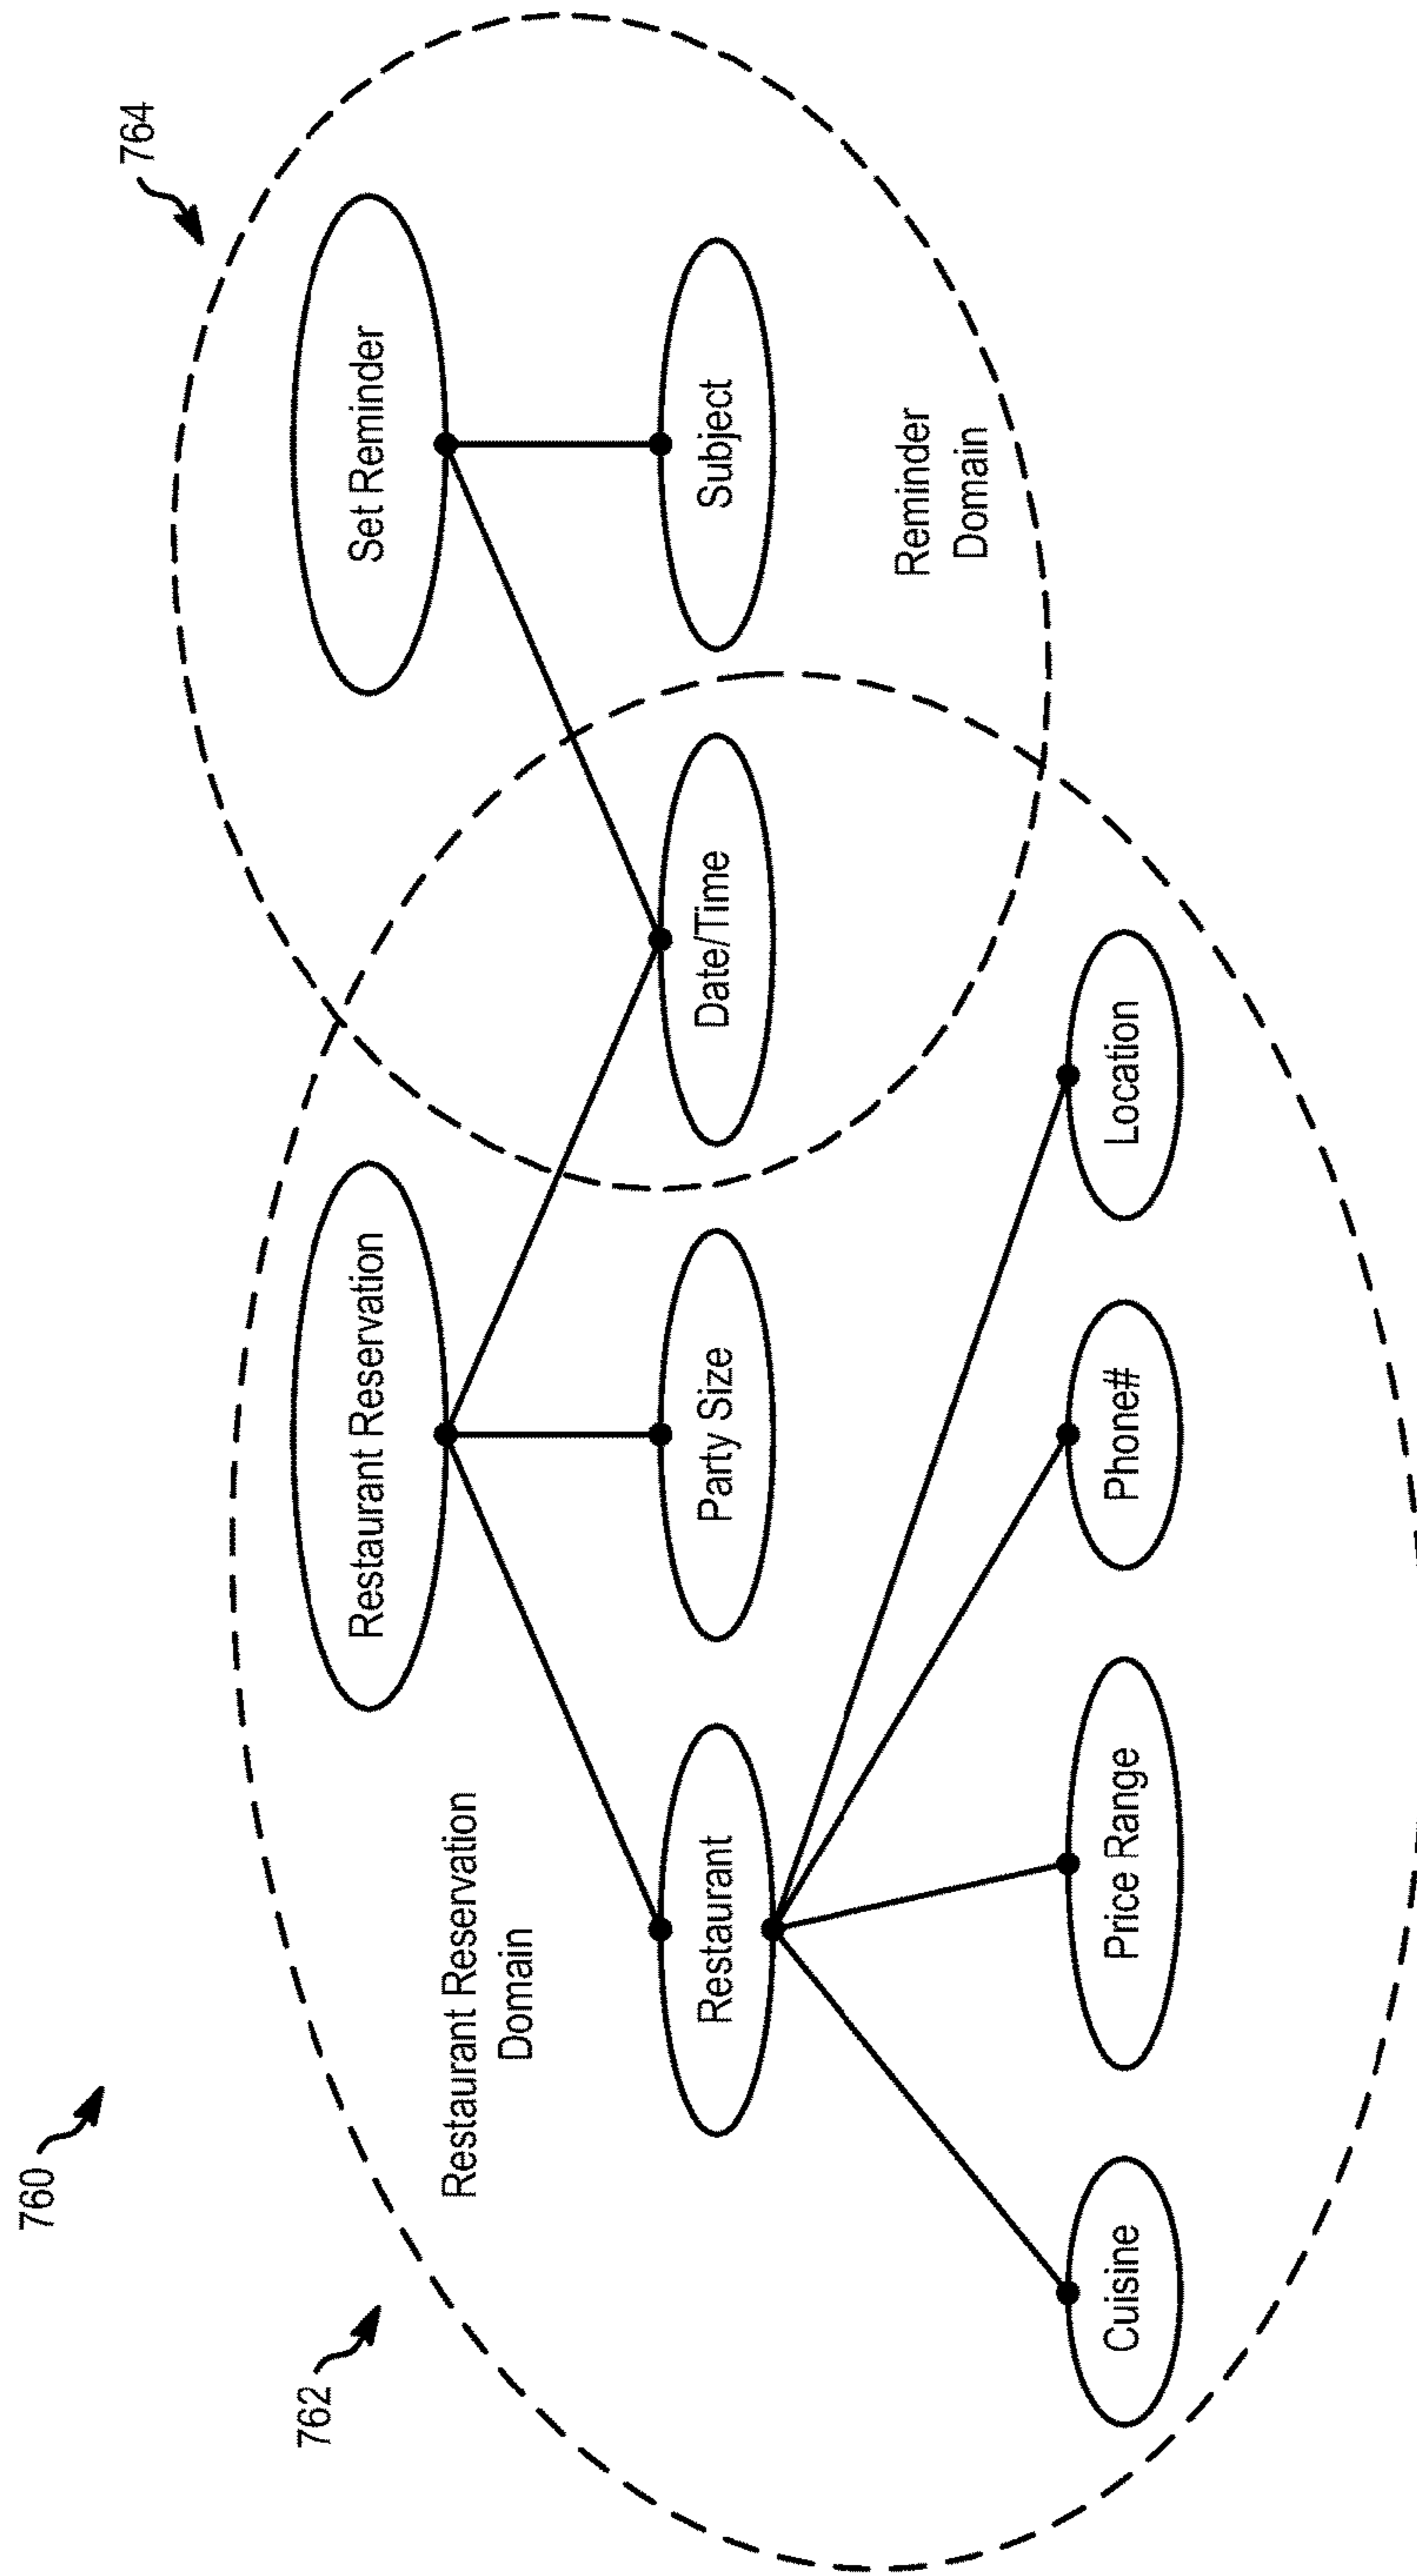 760
762
764
Restaurant Reservation
Domain
Restaurant Reservation
Set Reminder
Restaurant
Party Size
Date/Time
Subject
Reminder
Domain
Cuisine
Price Range
Phone#
Location